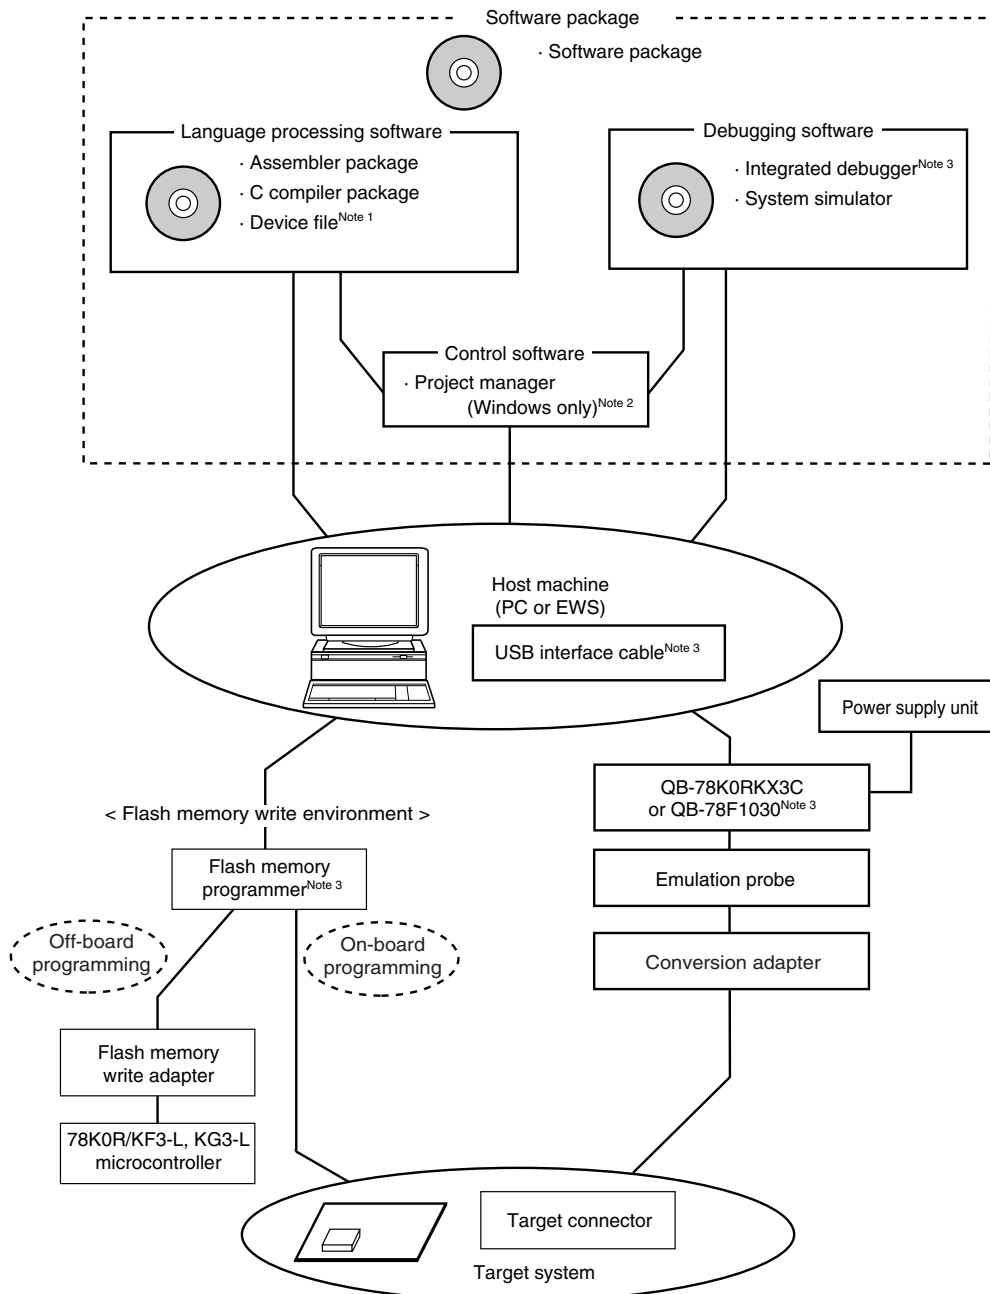 Software package
· Software package
Language processing software
· Assembler package
· C compiler package
· Device file Note 1
Debugging software
· Integrated debugger Note 3
· System simulator
Control software
· Project manager
(Windows only) Note 2
Host machine
(PC or EWS)
USB interface cable Note 3
Power supply unit
QB-78K0RKX3C
or QB-78F1030 Note 3
< Flash memory write environment >
Flash memory
programmer Note 3
Emulation probe
Off-board
programming
On-board
programming
Conversion adapter
Flash memory
write adapter
78K0R/KF3-L, KG3-L
microcontroller
Target connector
Target system